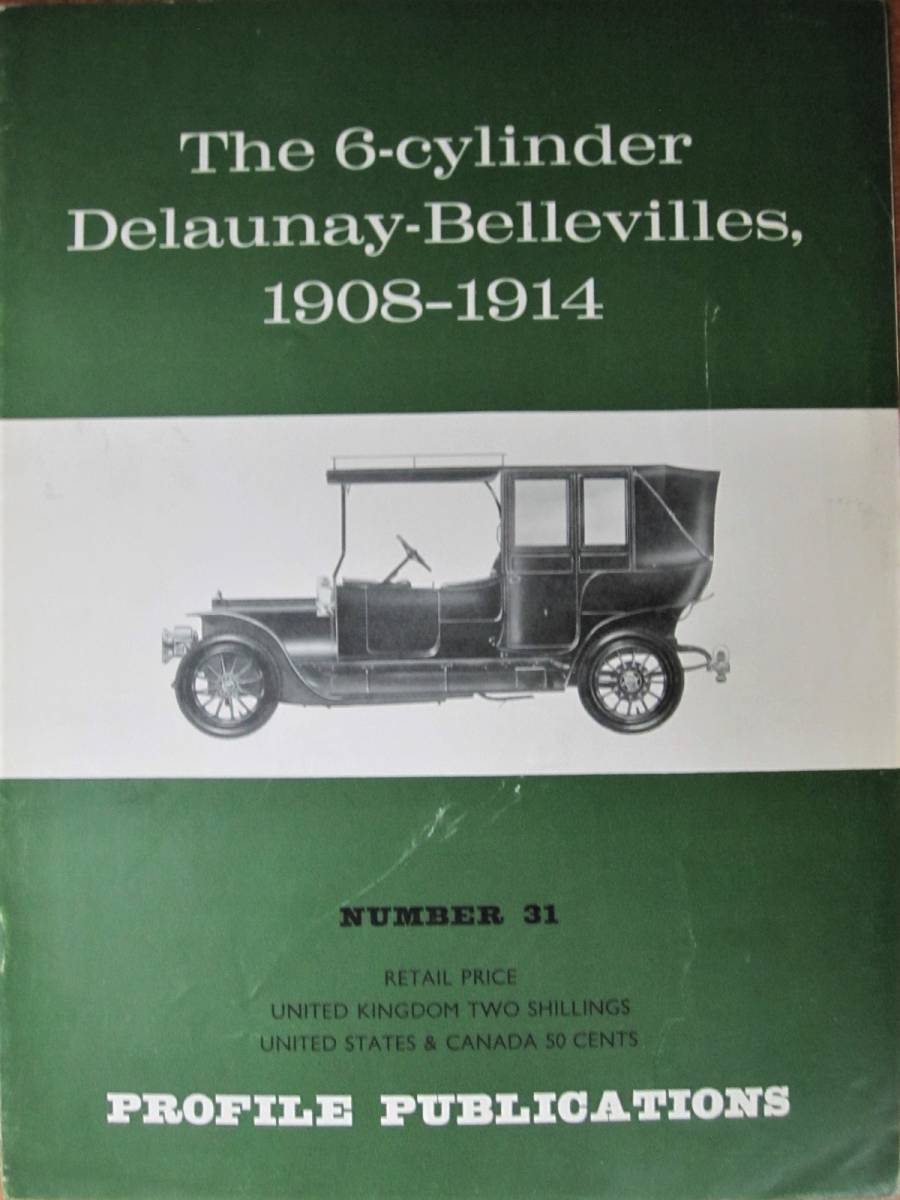 The 6-cylinder
Delaunay-Bellevilles,
1908-1914
NUMBER 31
RETAIL PRICE
UNITED KINGDOM TWO SHILLINGS
UNITED STATES & CANADA 50 CENTS
PROFILE PUBLICATIONS